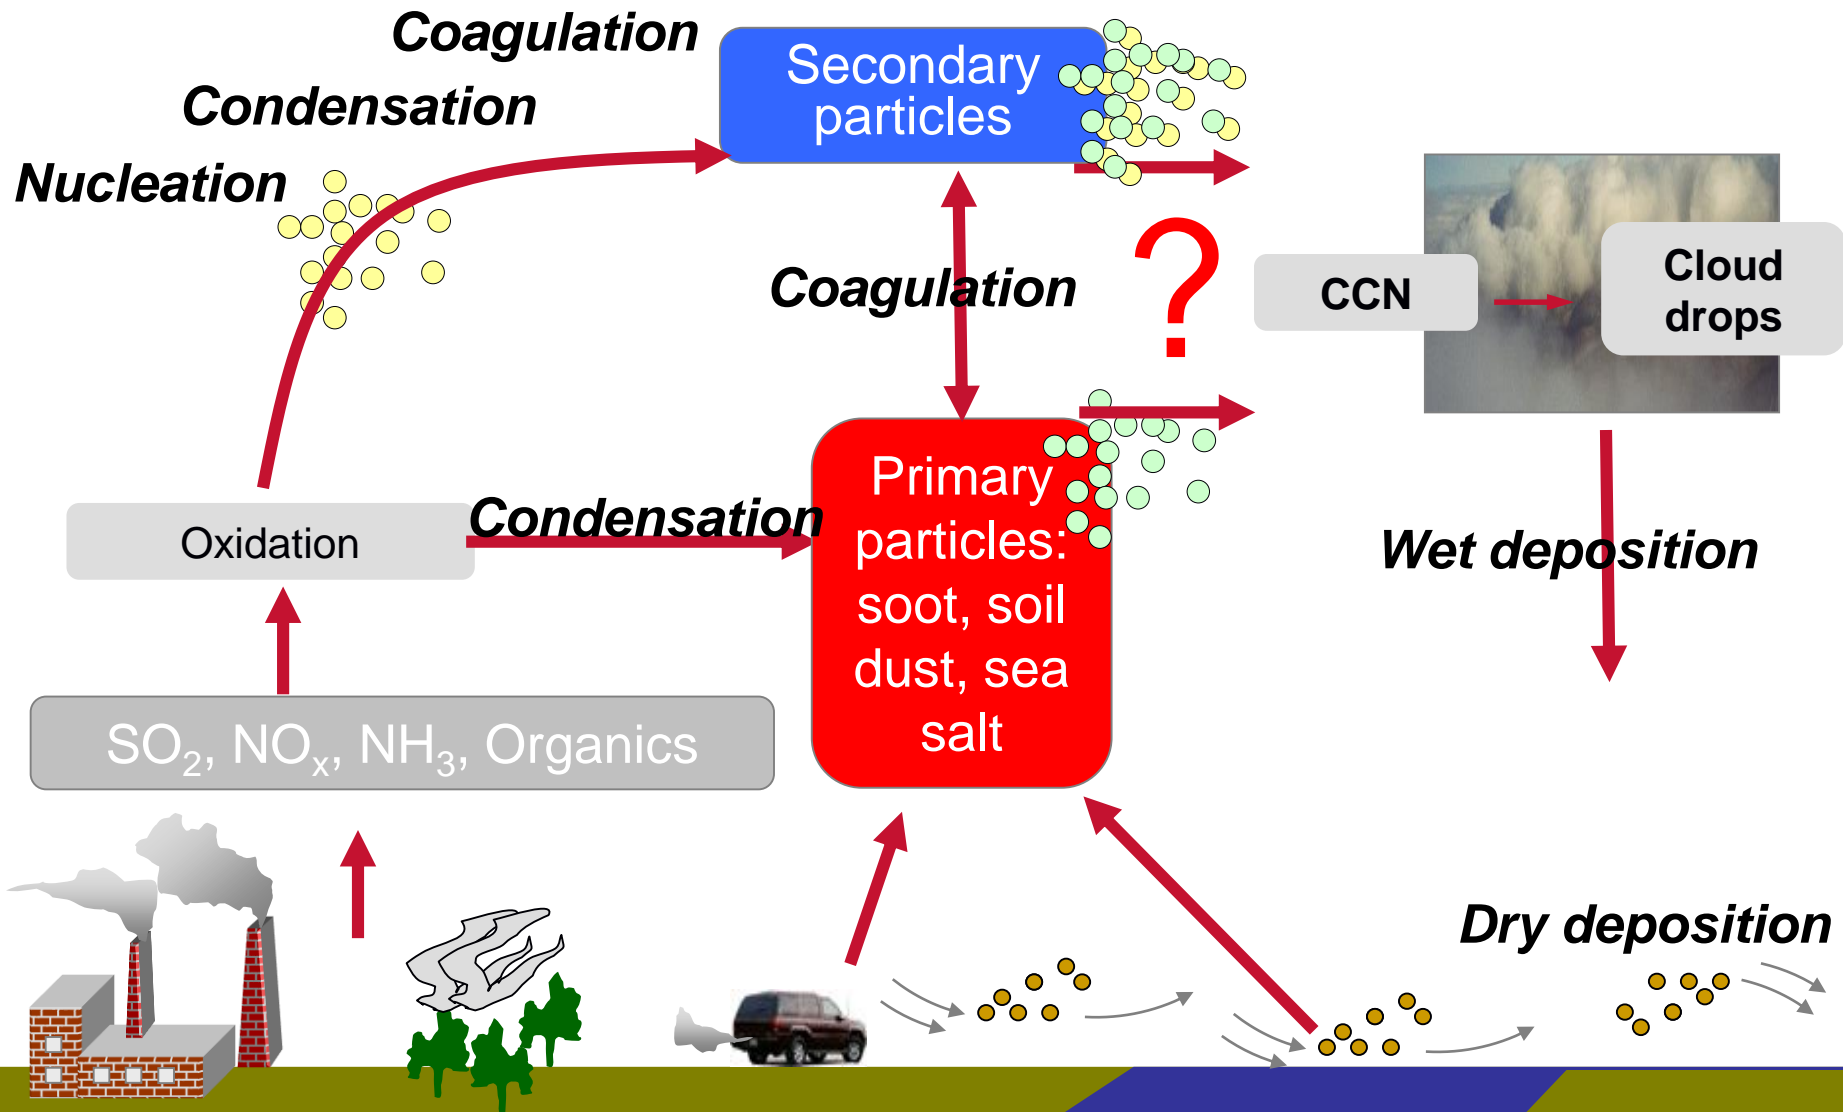 Coagulation
Condensation
Nucleation
Secondary
particles
Coagulation
?
CCN
Cloud
drops
Oxidation
Condensation
Primary
particles:
soot, soil
dust, sea
salt
Wet deposition
SO₂, NOₓ, NH₃, Organics
Dry deposition